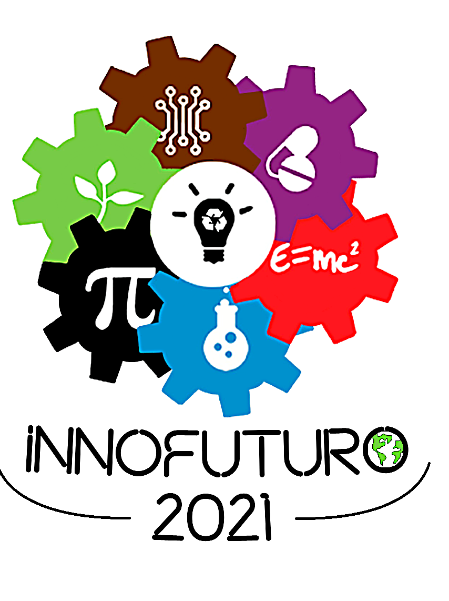 E=mc²
π
iNNOFUTURO
2021